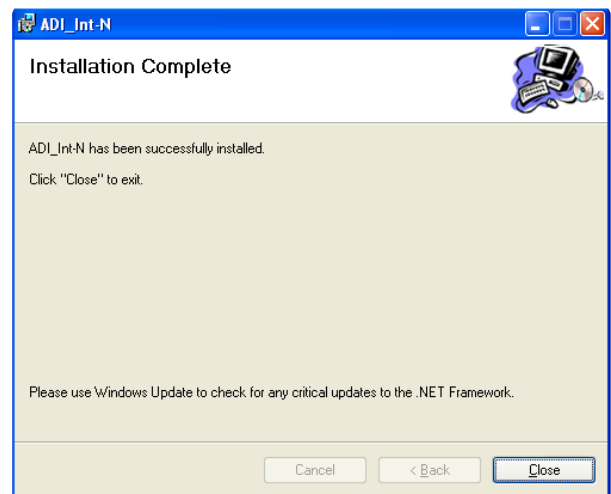 ADI_Int-N
Installation Complete
ADI_Int-N has been successfully installed.
Click "Close" to exit.
Please use Windows Update to check for any critical updates to the .NET Framework.
Cancel
< Back
Close